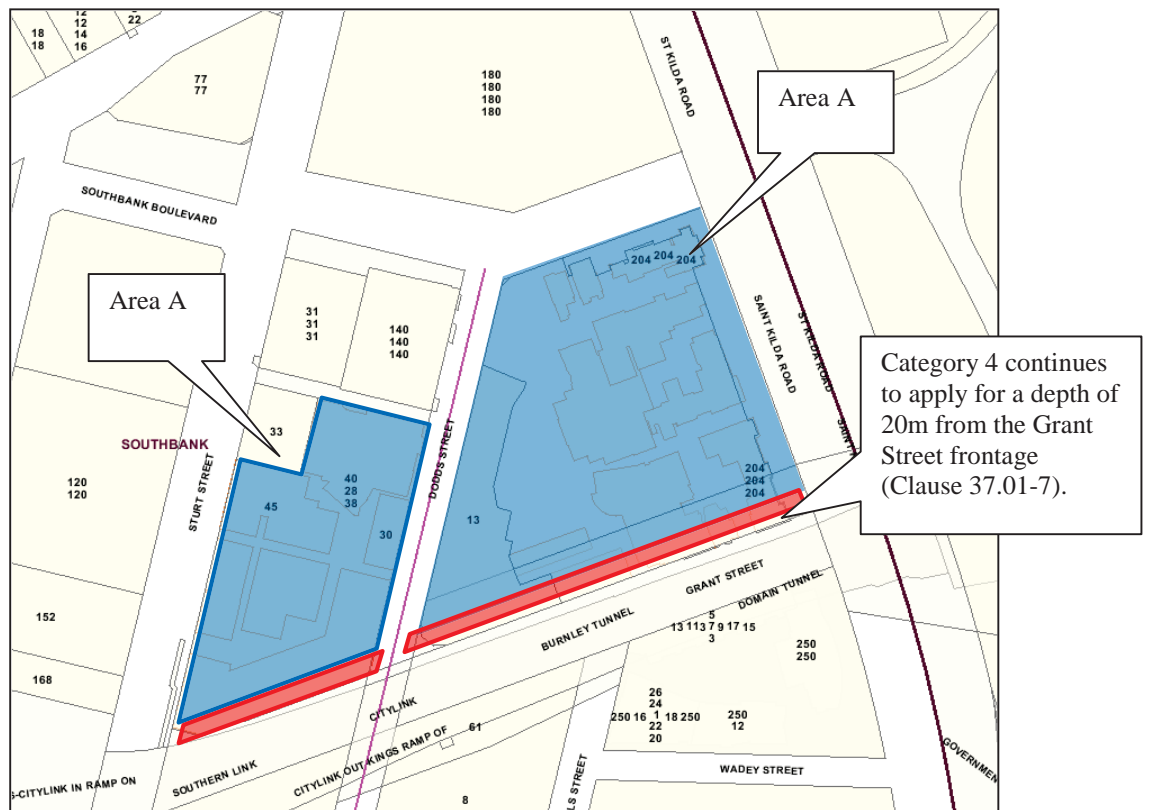 12
12
14
16
22
18
18
77
77
180
180
180
180
ST KILDA ROAD
Area A
SOUTHBANK BOULEVARD
204 204 204
Area A
31
31
31
140
140
140
SAINT KILDA ROAD
ST KILDA ROAD
SAINT
Category 4 continues
to apply for a depth of
20m from the Grant
Street frontage
(Clause 37.01-7).
33
SOUTHBANK
STURT STREET
DODDS STREET
120
120
45
40
28
38
30
13
204
204
204
GRANT STREET
DOMAIN TUNNEL
BURNLEY TUNNEL
5
13 113 7 9 17 15
3
250
250
152
168
CITYLINK
26
24
250 16 1 18 250
22
20
250
12
61
CITYLINK OUT KINGS RAMP OF
SOUTHERN LINK
S-CITYLINK IN RAMP ON
LS STREET
WADEY STREET
GOVERNMEN
8